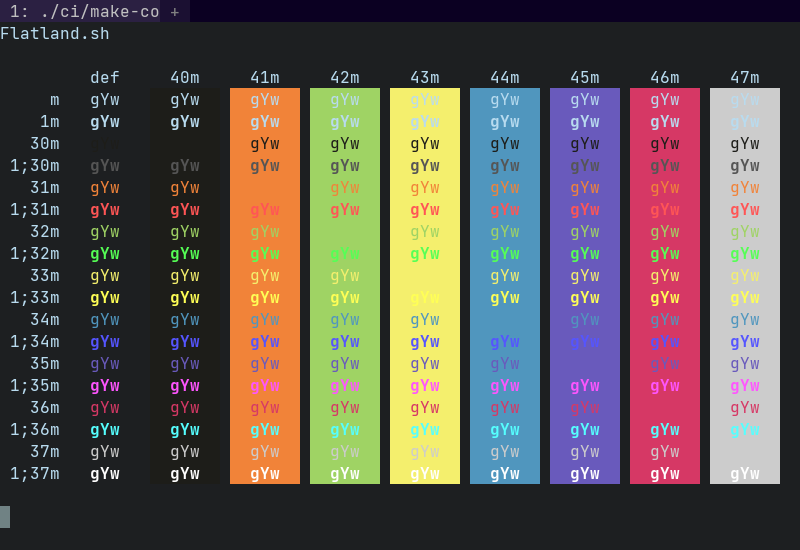 1: ./ci/make-co +
Flatland.sh
def 40m 41m 42m 43m 44m 45m 46m 47m
m gYw gYw gYw gYw gYw gYw gYw gYw gYw
1m gYw gYw gYw gYw gYw gYw gYw gYw gYw
30m gYw gYw gYw gYw gYw gYw gYw gYw
1;30m gYw gYw gYw gYw gYw gYw gYw gYw gYw
31m gYw gYw gYw gYw gYw gYw gYw gYw
1;31m gYw gYw gYw gYw gYw gYw gYw gYw gYw
32m gYw gYw gYw gYw gYw gYw gYw gYw
1;32m gYw gYw gYw gYw gYw gYw gYw gYw gYw
33m gYw gYw gYw gYw gYw gYw gYw gYw
1;33m gYw gYw gYw gYw gYw gYw gYw gYw gYw
34m gYw gYw gYw gYw gYw gYw gYw gYw
1;34m gYw gYw gYw gYw gYw gYw gYw gYw gYw
35m gYw gYw gYw gYw gYw gYw gYw gYw
1;35m gYw gYw gYw gYw gYw gYw gYw gYw gYw
36m gYw gYw gYw gYw gYw gYw gYw gYw
1;36m gYw gYw gYw gYw gYw gYw gYw gYw gYw
37m gYw gYw gYw gYw gYw gYw gYw gYw
1;37m gYw gYw gYw gYw gYw gYw gYw gYw gYw